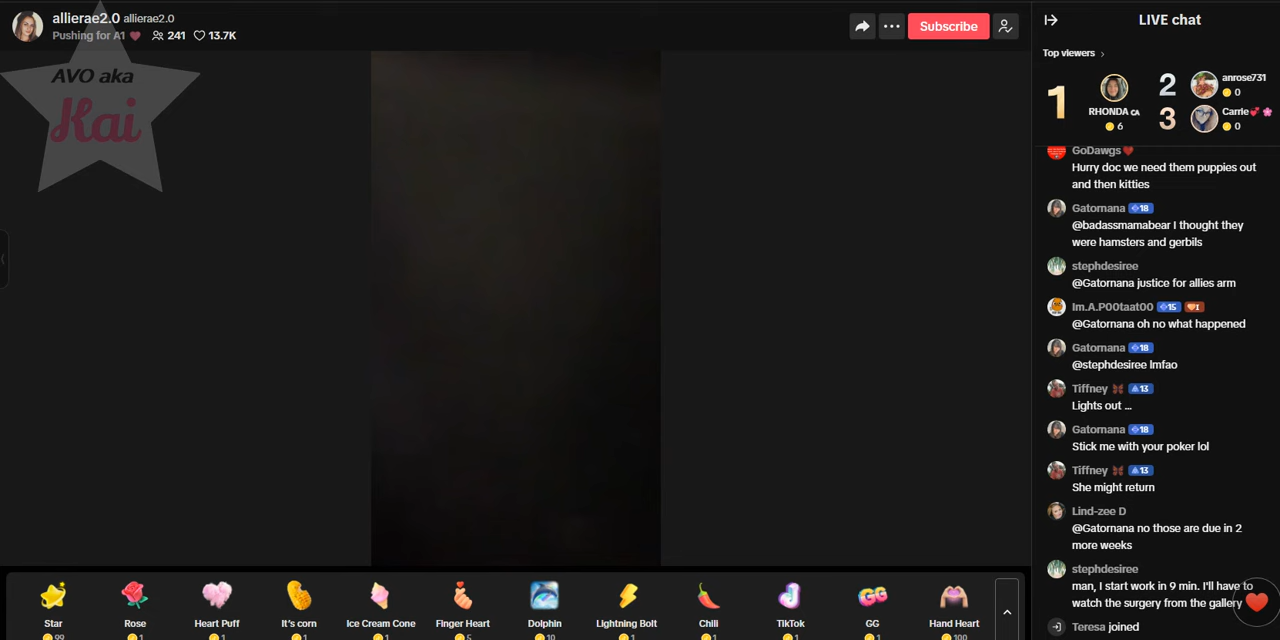 allierae2.0 allierae2.0
Pushing for A1 241 13.7K
Subscribe
AVO aka
Kai
LIVE chat
Top viewers
1
RHONDA CA
6
2
anrose731
0
3
Carrie
0
GoDawgs
Hurry doc we need them puppies out
and then kitties
Gatornana 18
@badassmamabear I thought they
were hamsters and gerbils
stephdesiree
@Gatornana justice for allies arm
Im.A.P00taat00 15 I
@Gatornana oh no what happened
Gatornana 18
@stephdesiree lmfao
Tiffney 13
Lights out ...
Gatornana 18
Stick me with your poker lol
Tiffney 13
She might return
Lind-zee D
@Gatornana no those are due in 2
more weeks
stephdesiree
man, I start work in 9 min. I'll have to
watch the surgery from the gallery
Teresa joined
Star Rose Heart Puff It's corn Ice Cream Cone Finger Heart Dolphin Lightning Bolt Chili TikTok GG Hand Heart
99 1 1 1 1 5 10 1 1 1 1 100